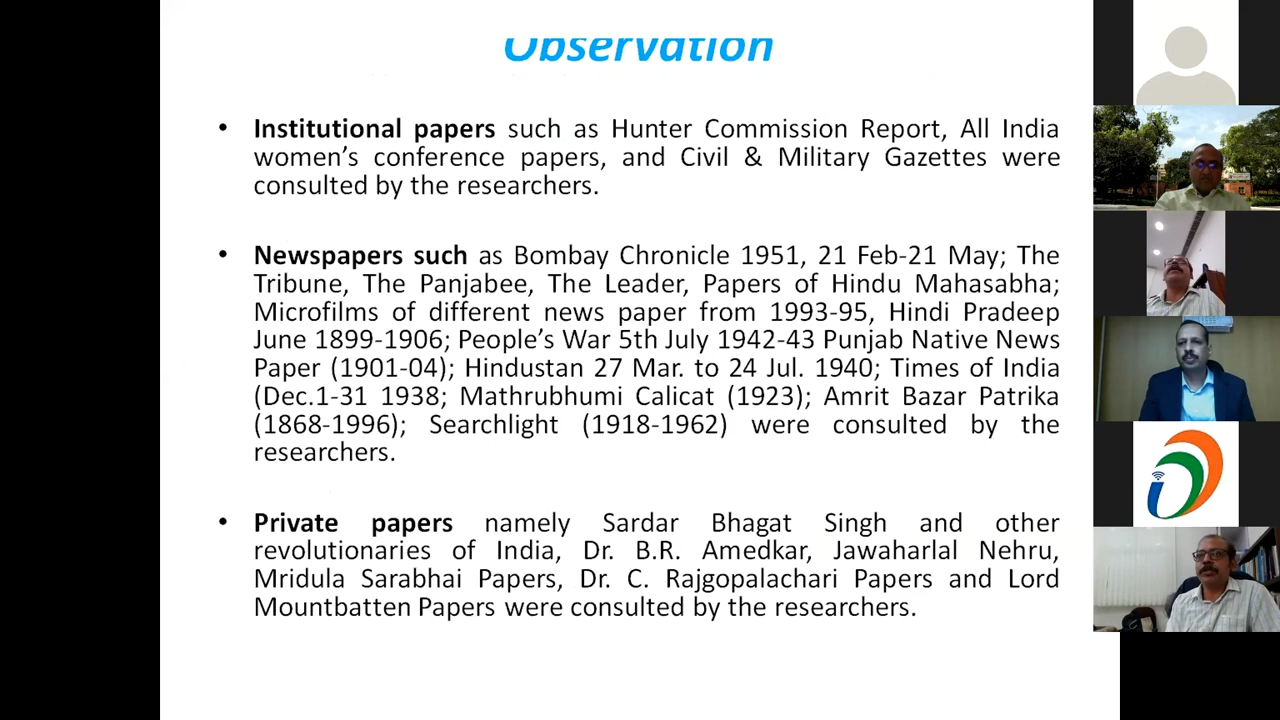 Observation
• Institutional papers such as Hunter Commission Report, All India
women's conference papers, and Civil & Military Gazettes were
consulted by the researchers.
• Newspapers such as Bombay Chronicle 1951, 21 Feb-21 May; The
Tribune, The Panjabee, The Leader, Papers of Hindu Mahasabha;
Microfilms of different news paper from 1993-95, Hindi Pradeep
June 1899-1906; People's War 5th July 1942-43 Punjab Native News
Paper (1901-04); Hindustan 27 Mar. to 24 Jul. 1940; Times of India
(Dec.1-31 1938; Mathrubhumi Calicat (1923); Amrit Bazar Patrika
(1868-1996); Searchlight (1918-1962) were consulted by the
researchers.
• Private papers namely Sardar Bhagat Singh and other
revolutionaries of India, Dr. B.R. Amedkar, Jawaharlal Nehru,
Mridula Sarabhai Papers, Dr. C. Rajgopalachari Papers and Lord
Mountbatten Papers were consulted by the researchers.